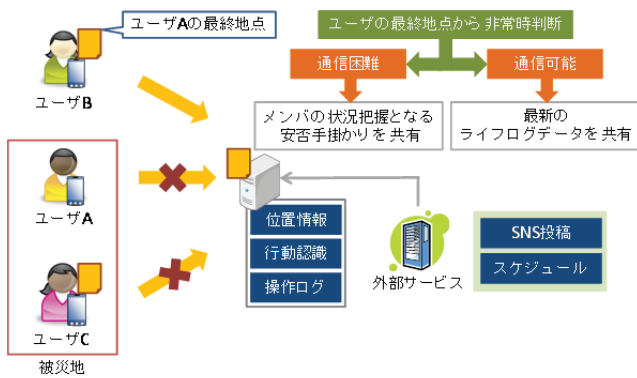 ユーザAの最終地点
ユーザの最終地点から非常時判断
通信困難
通信可能
ユーザB
メンバの状況把握となる
安否手掛かりを共有
最新の
ライフログデータを共有
ユーザA
位置情報
行動認識
操作ログ
SNS投稿
スケジュール
外部サービス
ユーザC
被災地